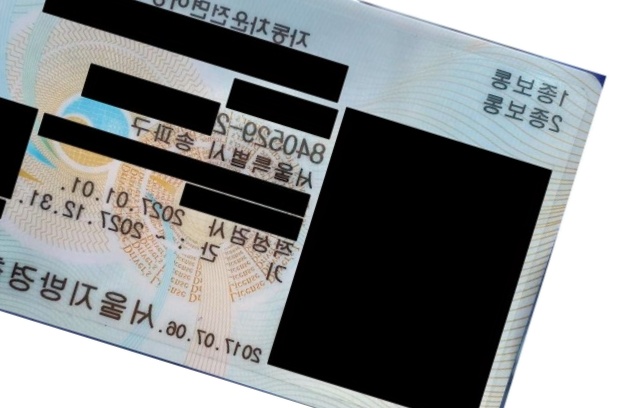 자동차운전면허증
1종보통
2종보통
840529-2
서울특별시 송파구
적성검사
기 간 : 2027. 01. 01.
~ 2027. 12. 31.
2017. 07. 06.
서울지방경찰